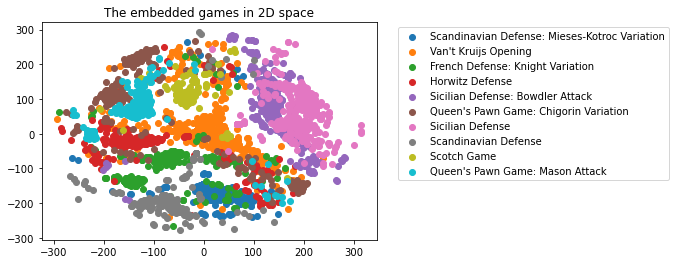 The embedded games in 2D space
300
200
100
0
−100
−200
−300
−300 −200 −100 0 100 200 300
Scandinavian Defense: Mieses-Kotroc Variation
Van't Kruijs Opening
French Defense: Knight Variation
Horwitz Defense
Sicilian Defense: Bowdler Attack
Queen's Pawn Game: Chigorin Variation
Sicilian Defense
Scandinavian Defense
Scotch Game
Queen's Pawn Game: Mason Attack